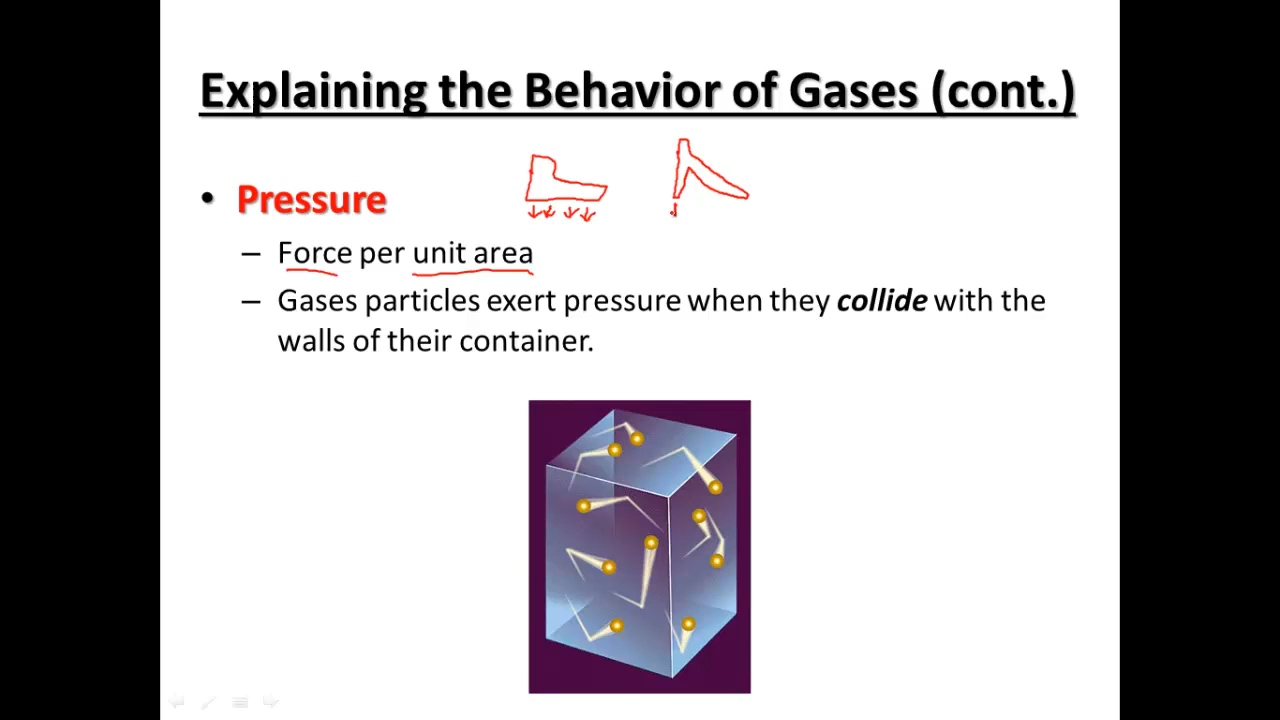 Explaining the Behavior of Gases (cont.)
• Pressure
– Force per unit area
– Gases particles exert pressure when they collide with the
walls of their container.